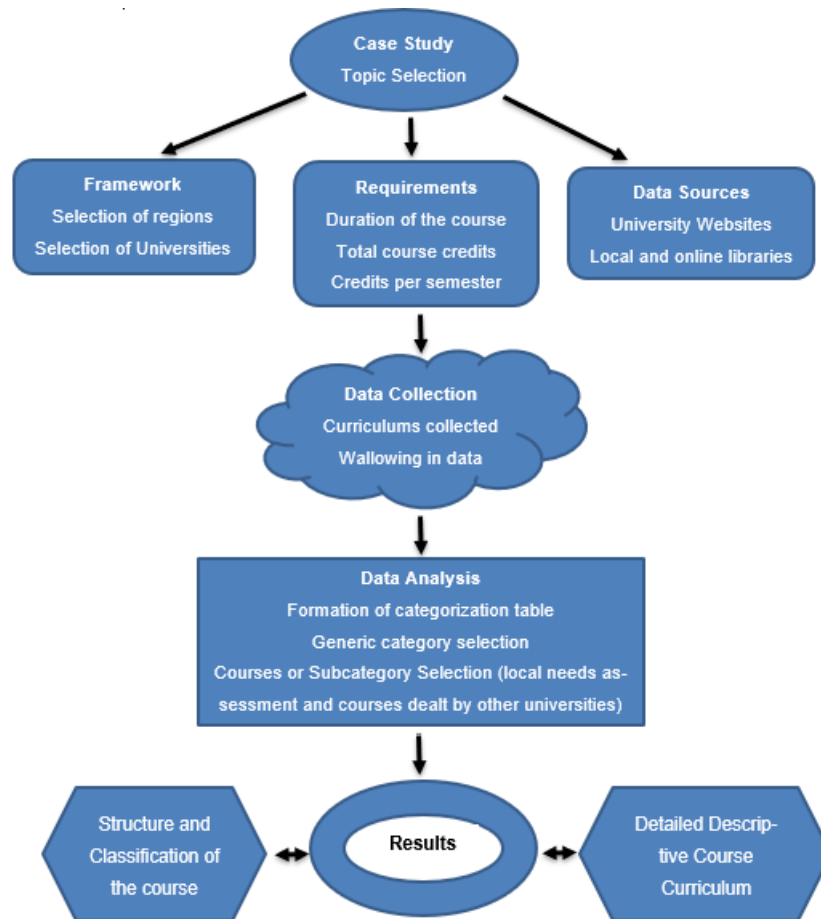 Case Study
Topic Selection
Framework
Selection of regions
Selection of Universities
Requirements
Duration of the course
Total course credits
Credits per semester
Data Sources
University Websites
Local and online libraries
Data Collection
Curriculums collected
Wallowing in data
Data Analysis
Formation of categorization table
Generic category selection
Courses or Subcategory Selection (local needs as-
sessment and courses dealt by other universities)
Structure and
Classification of
the course
Results
Detailed Descrip-
tive Course
Curriculum